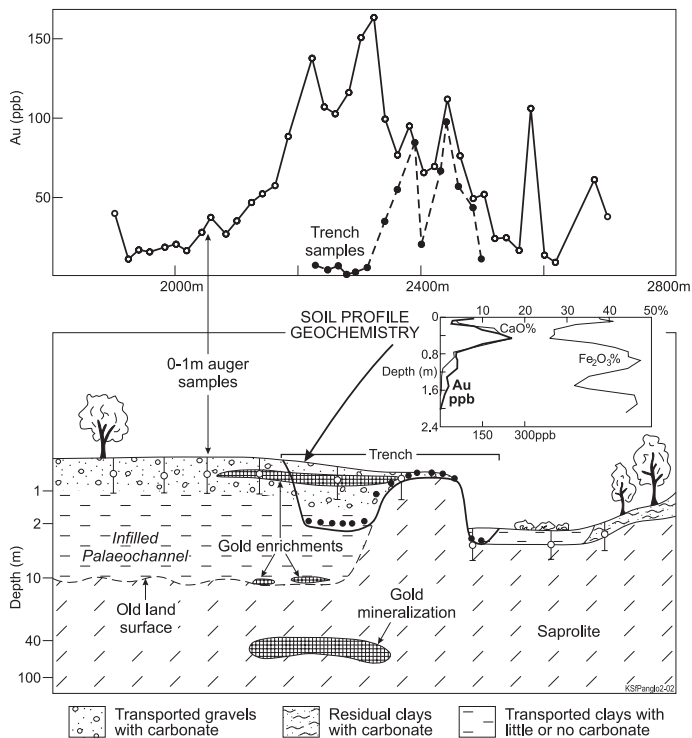 150
100
50
Au (ppb)
Trench
samples
2000m
2400m
2800m
SOIL PROFILE
GEOCHEMISTRY
0-1m auger
samples
0
10
20
30
40
50%
0
0.8
1.6
2.4
Depth (m)
CaO%
Fe₂O₃%
Au
ppb
150
300ppb
Trench
1
2
10
40
100
Depth (m)
Infilled
Palaeochannel
Gold enrichments
Old land
surface
Gold
mineralization
Saprolite
KSfPanglo2-02
Transported gravels
with carbonate
Residual clays
with carbonate
Transported clays with
little or no carbonate